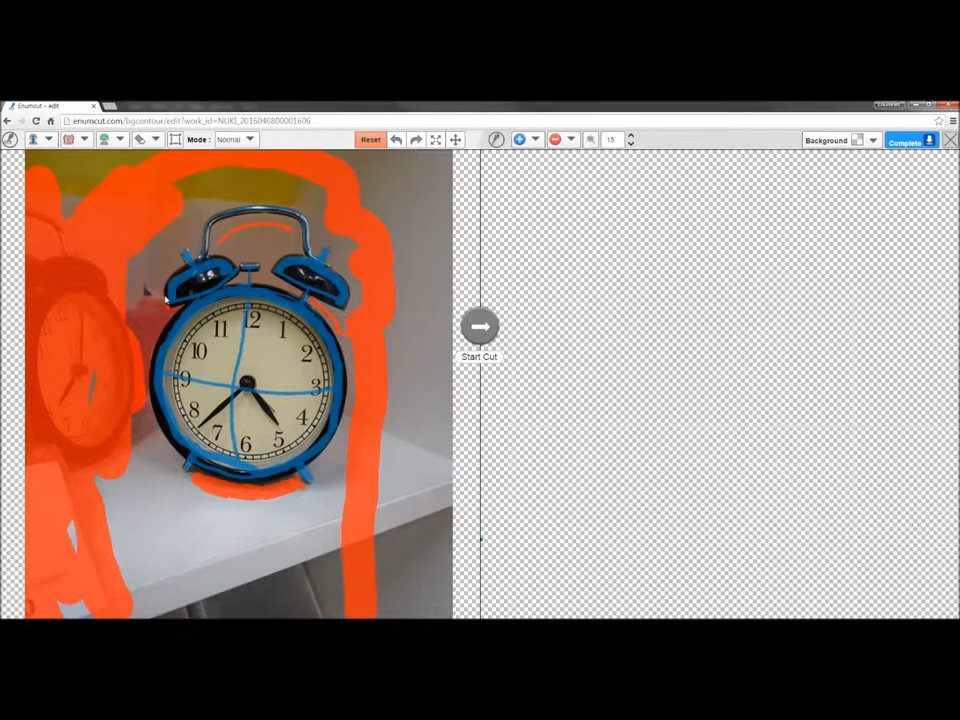 Enumcut - edit
enumcut.com/bgcontour/edit?work_id=NUKI_2016040800001606
Mode : Normal
Reset
15
Background
Complete
12
11 1
10 2
9 3
8 4
7 5
6
Start Cut